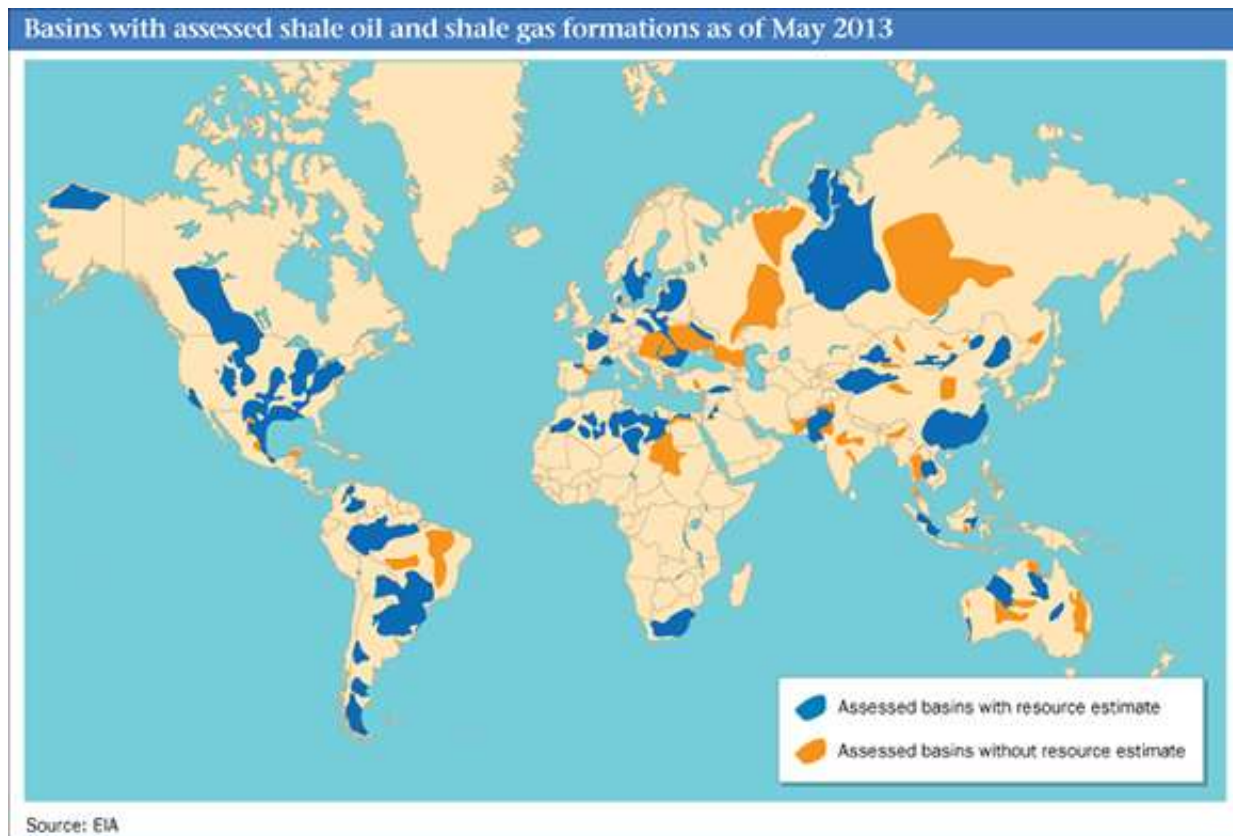 Basins with assessed shale oil and shale gas formations as of May 2013
Assessed basins with resource estimate
Assessed basins without resource estimate
Source: EIA